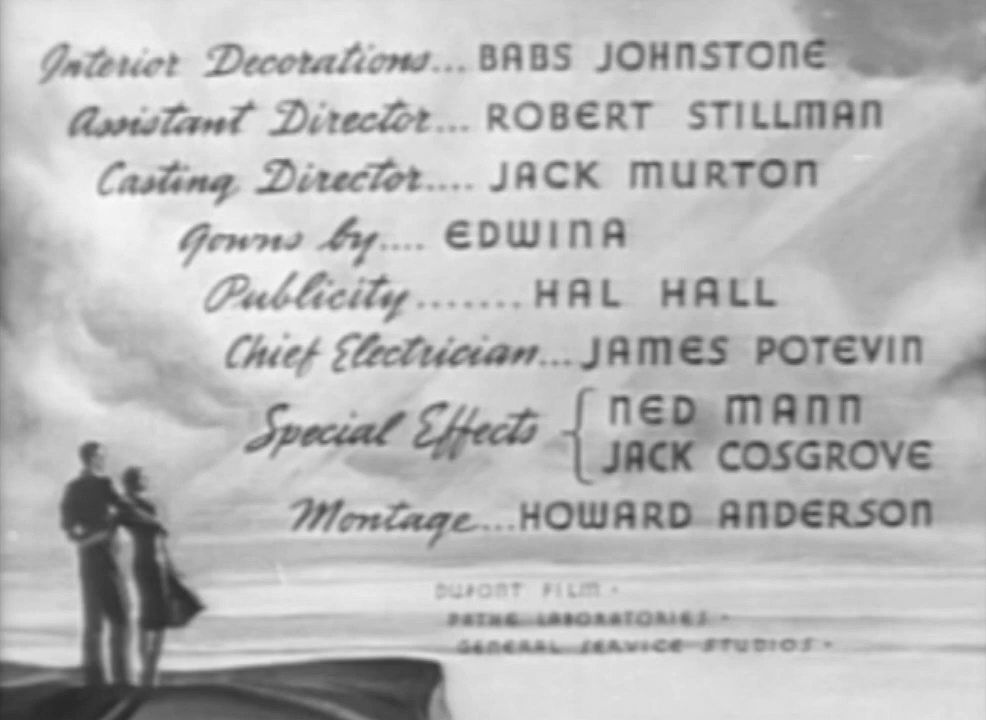 Interior Decorations... BABS JOHNSTONE
Assistant Director... ROBERT STILLMAN
Casting Director.... JACK MURTON
Gowns by.... EDWINA
Publicity....... HAL HALL
Chief Electrician... JAMES POTEVIN
Special Effects { NED MANN
JACK COSGROVE
Montage... HOWARD ANDERSON
DUPONT FILM -
PATHE LABORATORIES -
GENERAL SERVICE STUDIOS -